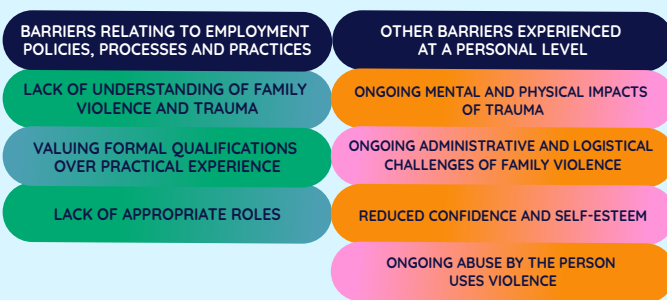 BARRIERS RELATING TO EMPLOYMENT
POLICIES, PROCESSES AND PRACTICES
LACK OF UNDERSTANDING OF FAMILY
VIOLENCE AND TRAUMA
VALUING FORMAL QUALIFICATIONS
OVER PRACTICAL EXPERIENCE
LACK OF APPROPRIATE ROLES
OTHER BARRIERS EXPERIENCED
AT A PERSONAL LEVEL
ONGOING MENTAL AND PHYSICAL IMPACTS
OF TRAUMA
ONGOING ADMINISTRATIVE AND LOGISTICAL
CHALLENGES OF FAMILY VIOLENCE
REDUCED CONFIDENCE AND SELF-ESTEEM
ONGOING ABUSE BY THE PERSON
USES VIOLENCE